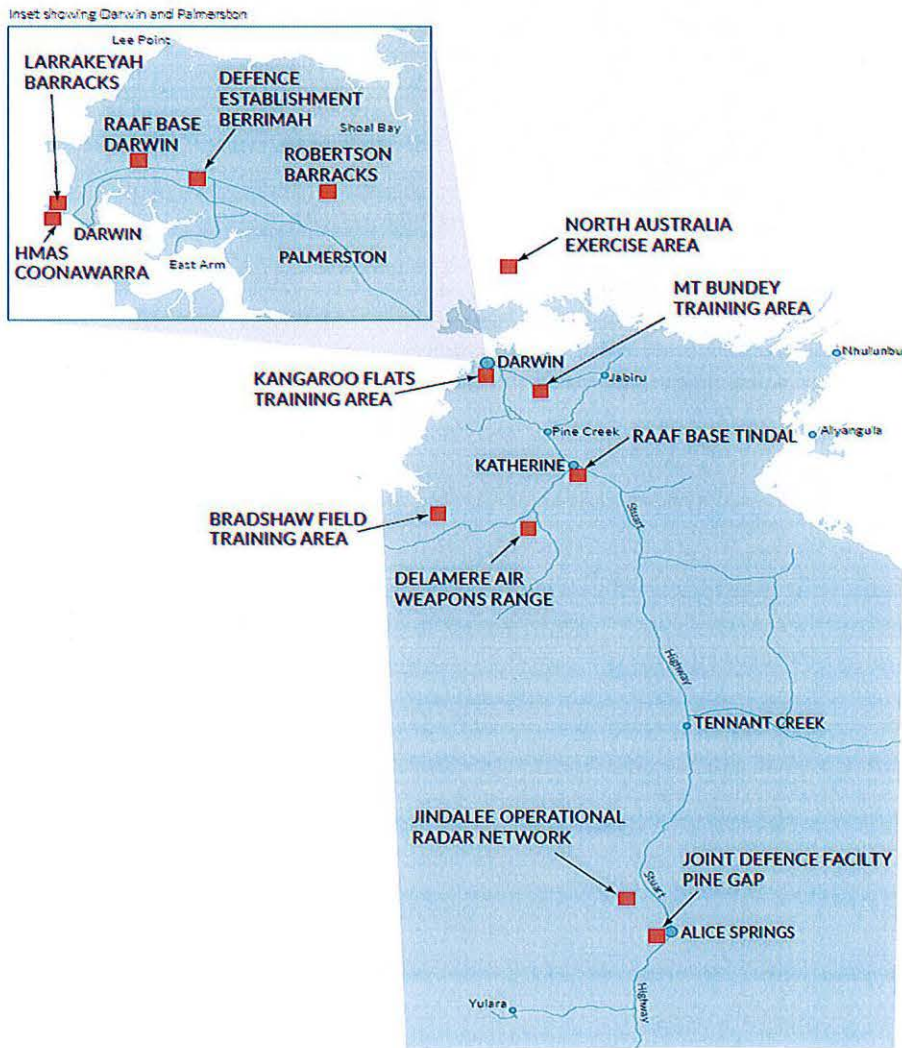 Inset showing Darwin and Palmerston
Lee Point
LARRAKEYAH
BARRACKS
DEFENCE
ESTABLISHMENT
BERRIMAH
RAAF BASE
DARWIN
Shoal Bay
ROBERTSON
BARRACKS
DARWIN
HMAS
COONAWARRA
East Arm
PALMERSTON
NORTH AUSTRALIA
EXERCISE AREA
MT BUNDEY
TRAINING AREA
DARWIN
Nhulunbu
KANGAROO FLATS
TRAINING AREA
Jabiru
Pine Creek
RAAF BASE TINDAL
Alyangula
KATHERINE
Stuart
BRADSHAW FIELD
TRAINING AREA
DELAMERE AIR
WEAPONS RANGE
Highway
TENNANT CREEK
JINDALEE OPERATIONAL
RADAR NETWORK
JOINT DEFENCE FACILTY
PINE GAP
Stuart
ALICE SPRINGS
Yulara
Highway